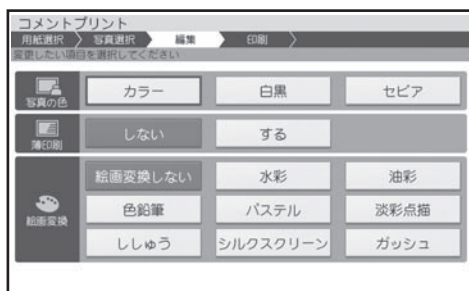 コメントプリント
用紙選択 写真選択 編集 印刷
変更したい項目を選択してください
写真の色 カラー 白黒 セピア
薄印刷 しない する
絵画変換 絵画変換しない 水彩 油彩
色鉛筆 パステル 淡彩点描
ししゅう シルクスクリーン ガッシュ